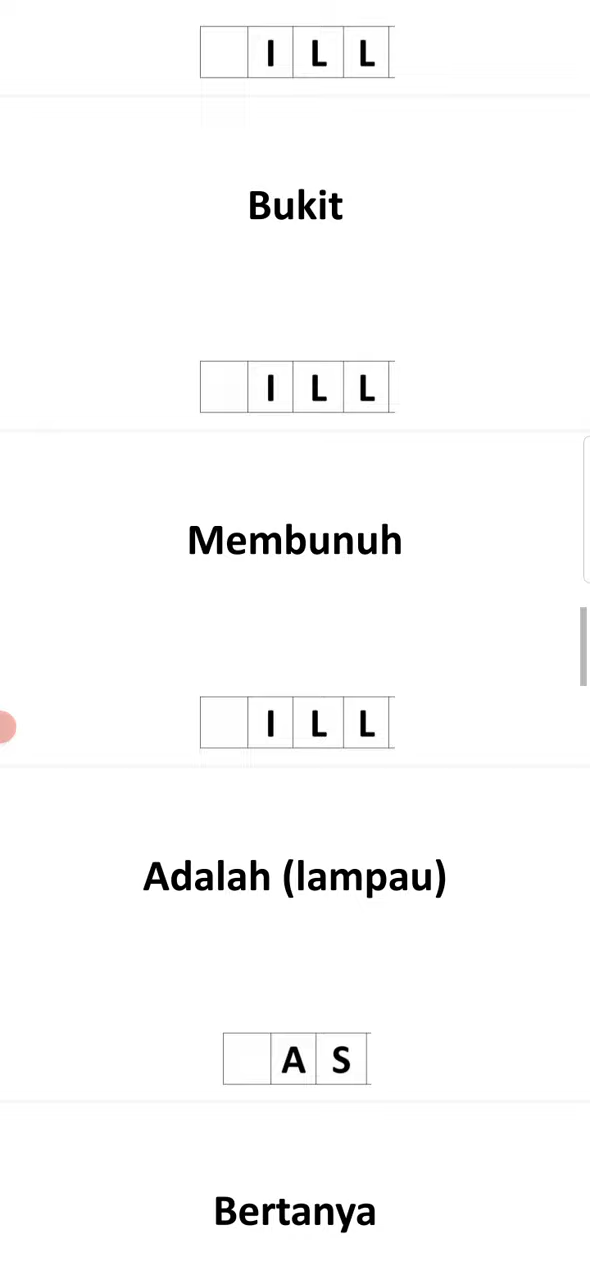 I L L
Bukit
I L L
Membunuh
I L L
Adalah (lampau)
A S
Bertanya